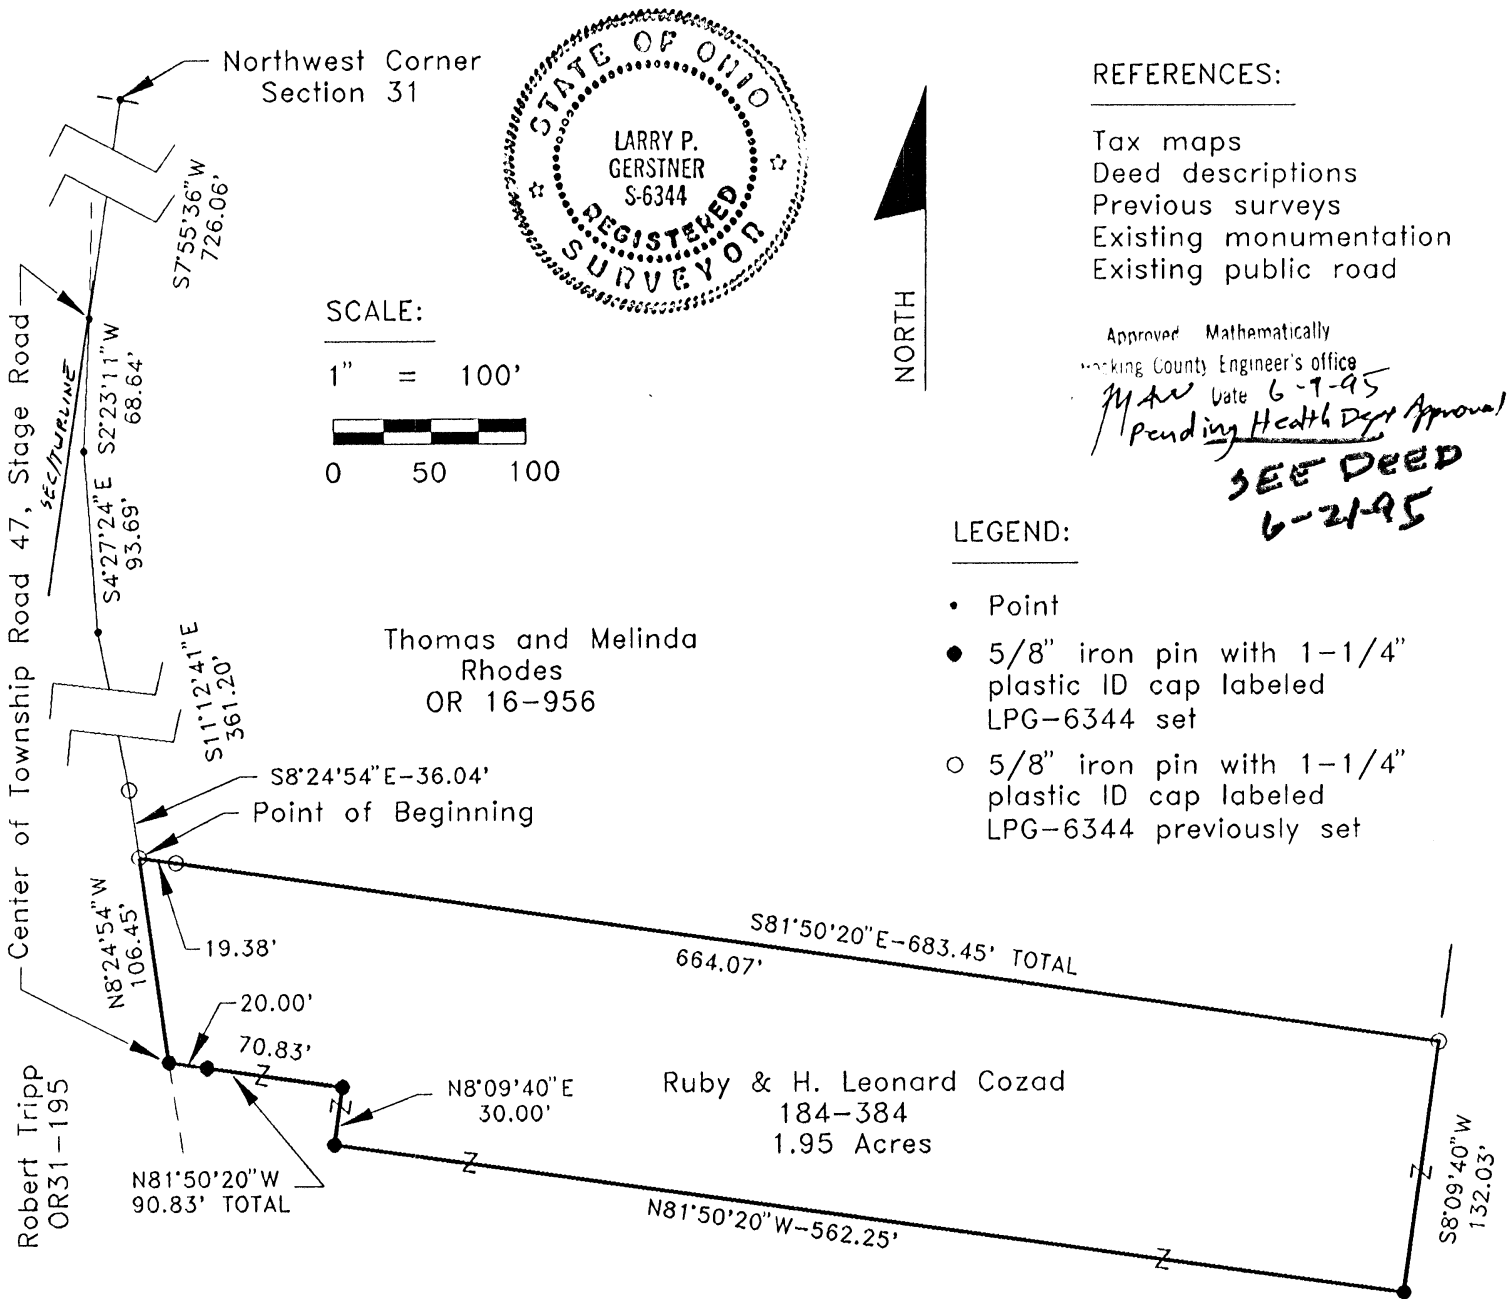 Northwest Corner
Section 31
STATE OF OHIO
LARRY P.
GERSTNER
S-6344
REGISTERED
SURVEYOR
REFERENCES:
Tax maps
Deed descriptions
Previous surveys
Existing monumentation
Existing public road
S7°55'36"W
726.06'
SCALE:
1" = 100'
0 50 100
NORTH
Approved Mathematically
Hocking County Engineer's office
Date 6-9-95
Pending Health Dept Approval
SEE DEED
6-21-95
SEC/TWP.LINE
S2°23'11"W
68.64'
S4°27'24"E
93.69'
Center of Township Road 47, Stage Road
LEGEND:
Point
5/8" iron pin with 1-1/4"
plastic ID cap labeled
LPG-6344 set
5/8" iron pin with 1-1/4"
plastic ID cap labeled
LPG-6344 previously set
Thomas and Melinda
Rhodes
OR 16-956
S11°12'41"E
361.20'
S8°24'54"E-36.04'
Point of Beginning
N8°24'54"W
106.45'
19.38'
S81°50'20"E-683.45' TOTAL
664.07'
20.00'
70.83'
N8°09'40"E
30.00'
Ruby & H. Leonard Cozad
184-384
1.95 Acres
Robert Tripp
OR31-195
N81°50'20"W
90.83' TOTAL
N81°50'20"W-562.25'
S8°09'40"W
132.03'